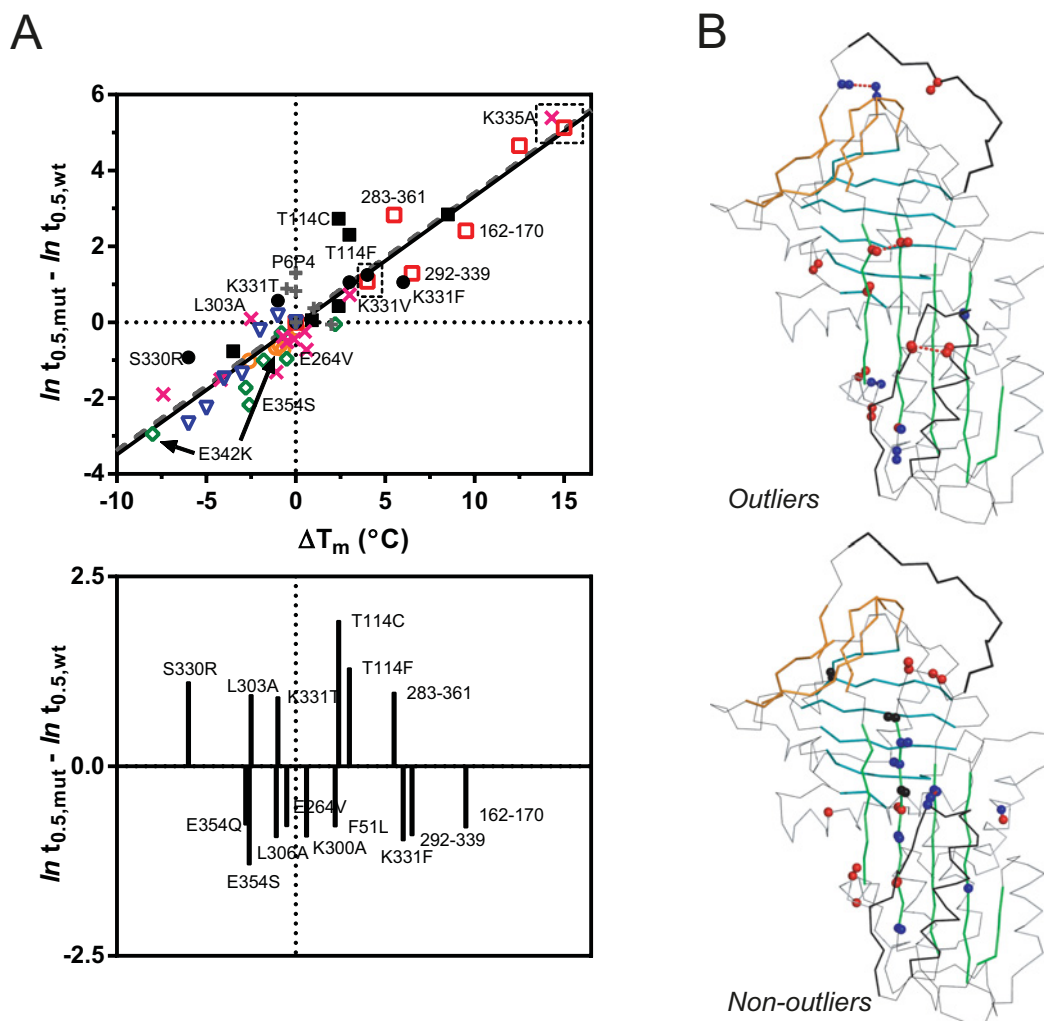 A
B
6
4
2
0
-2
-4
ln t0.5,mut - ln t0.5,wt
K335A
283-361
T114C
162-170
T114F
P6P4
292-339
K331T
K331V
K331F
L303A
S330R
E264V
E354S
E342K
-10
-5
0
5
10
15
ΔTm (°C)
Outliers
2.5
0.0
-2.5
ln t0.5,mut - ln t0.5,wt
T114C
S330R
L303A
K331T
T114F
283-361
E354Q
E264V
L306A
K300A
F51L
K331F
292-339
162-170
E354S
Non-outliers